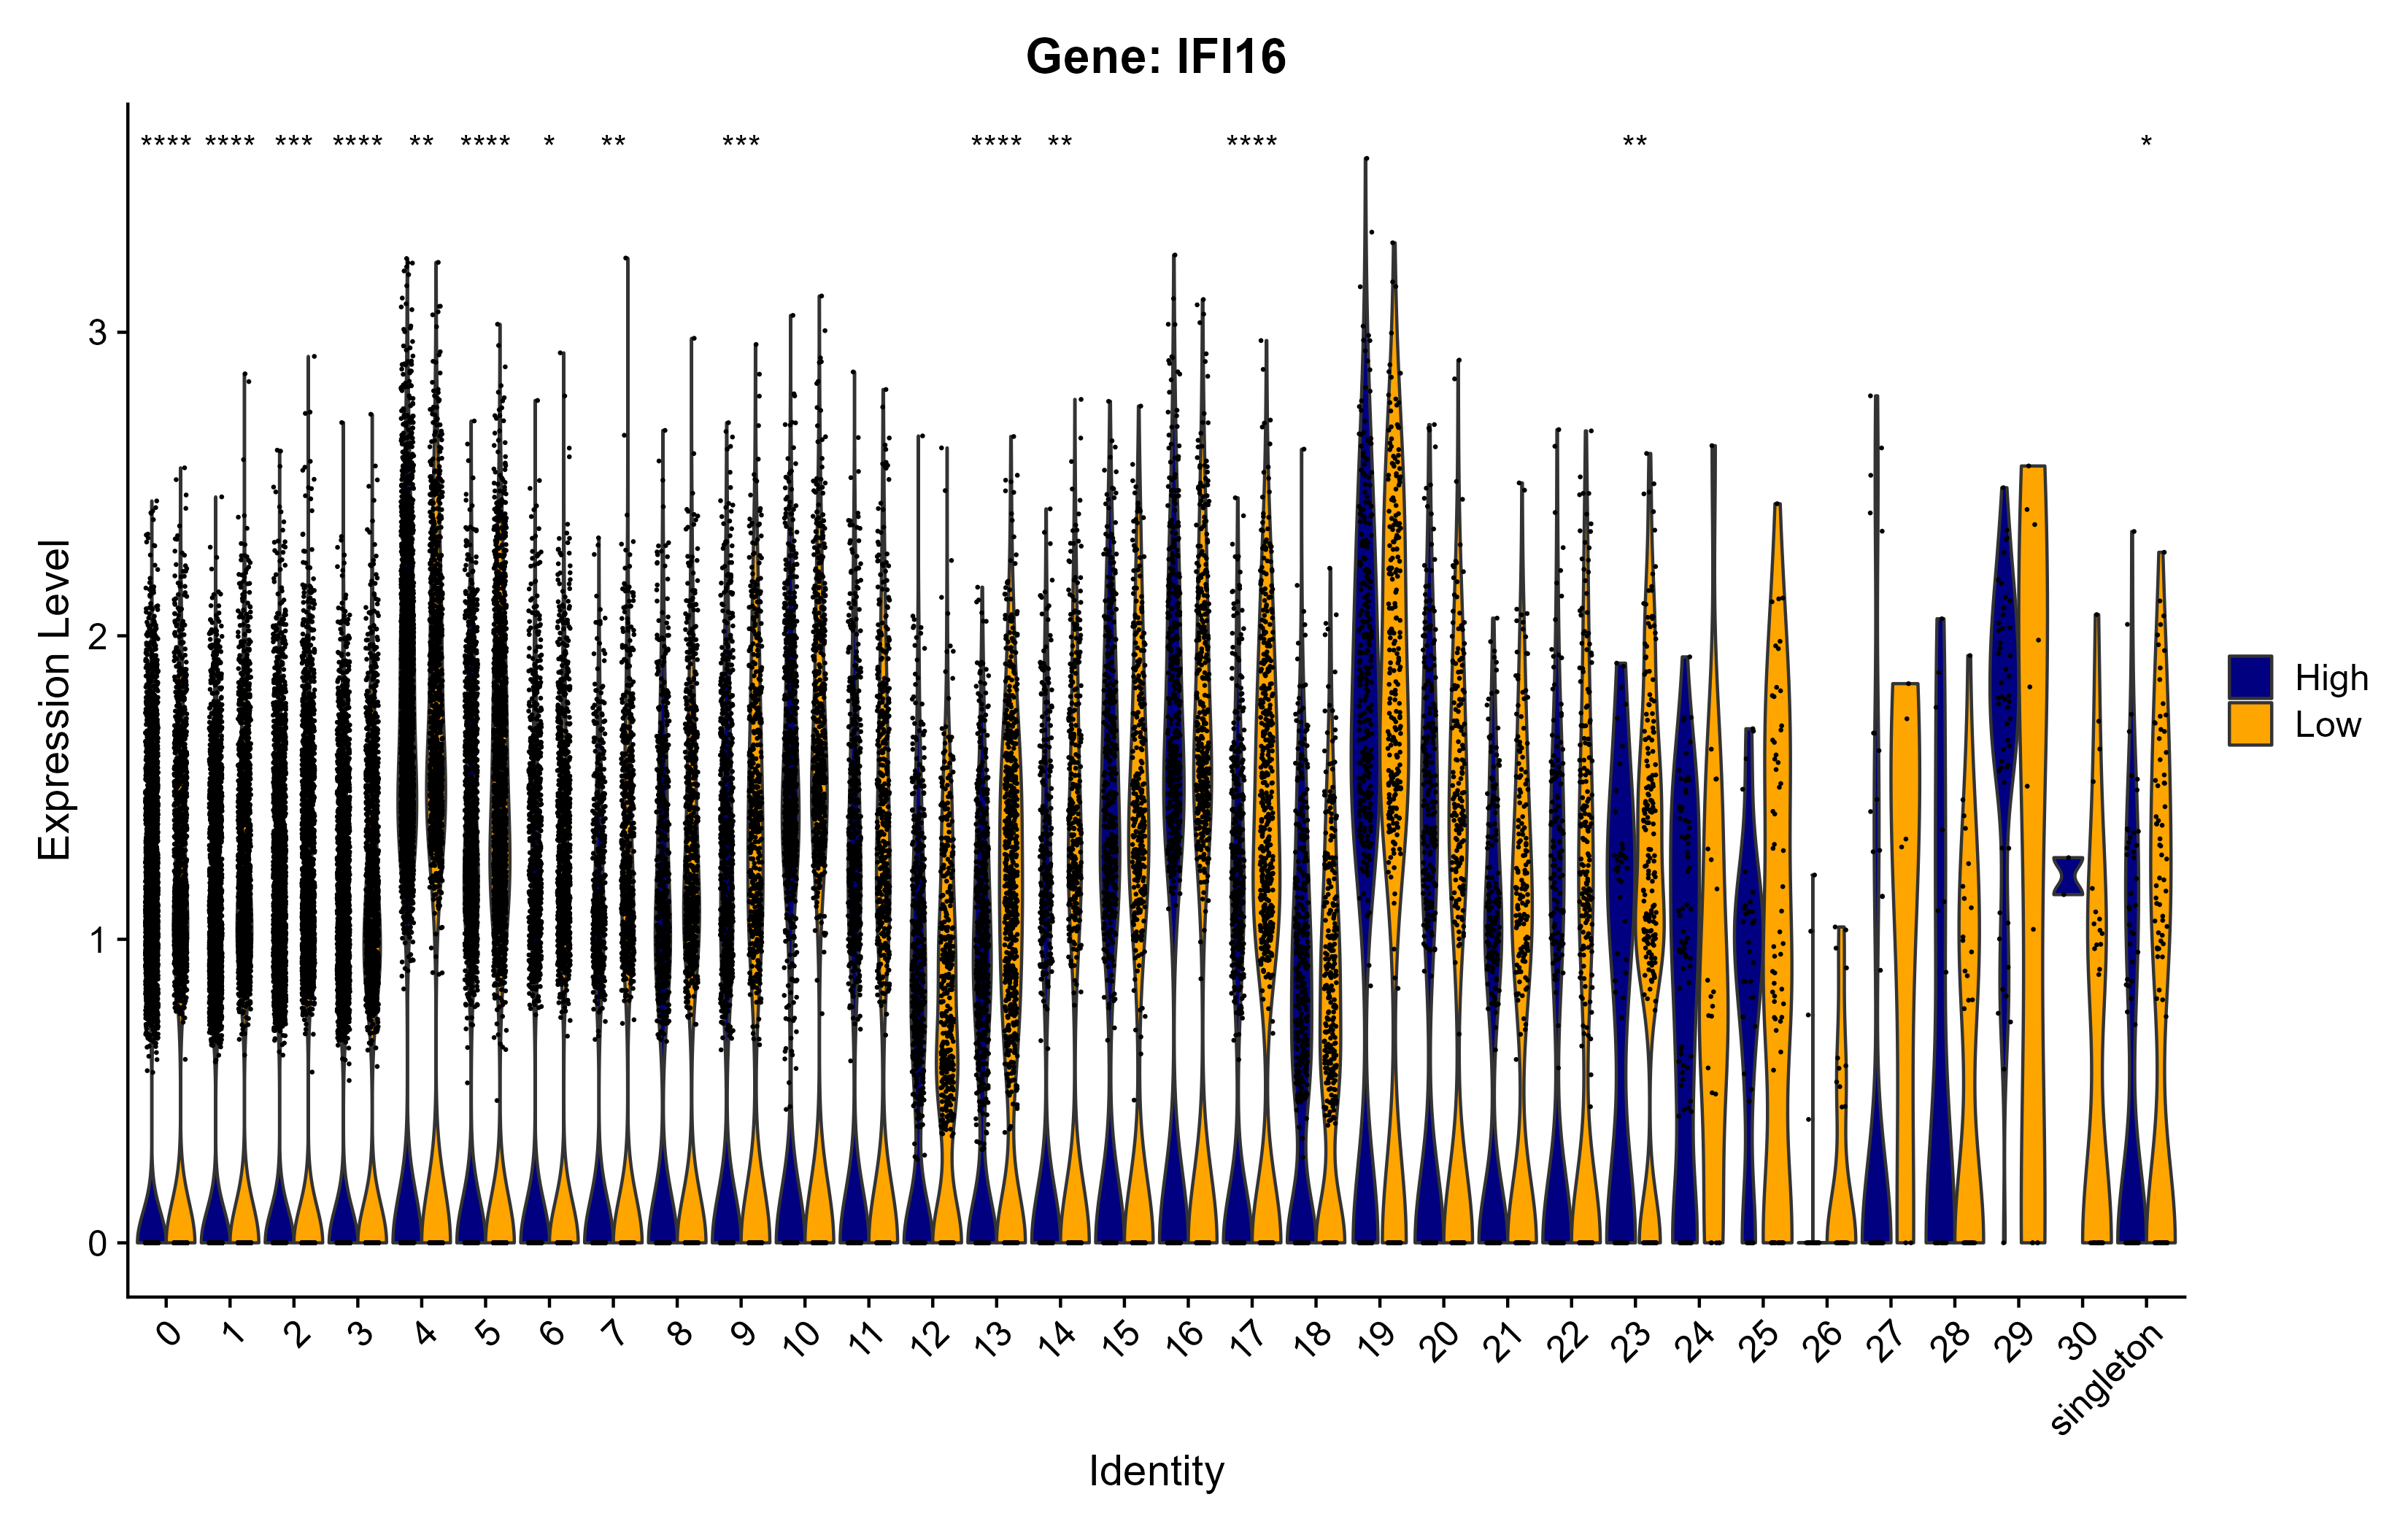 Gene: IFI16
**** **** *** **** ** **** * ** *** **** ** **** ** *
Expression Level
3
2
1
0
High
Low
0 1 2 3 4 5 6 7 8 9 10 11 12 13 14 15 16 17 18 19 20 21 22 23 24 25 26 27 28 29 30 singleton
Identity